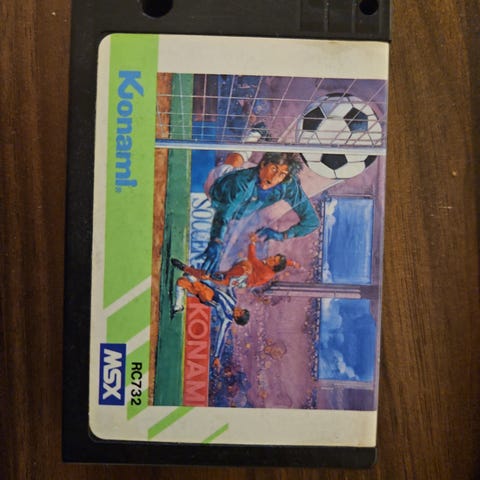 Konami®
SOCCER
KONAMI
RC732
MSX